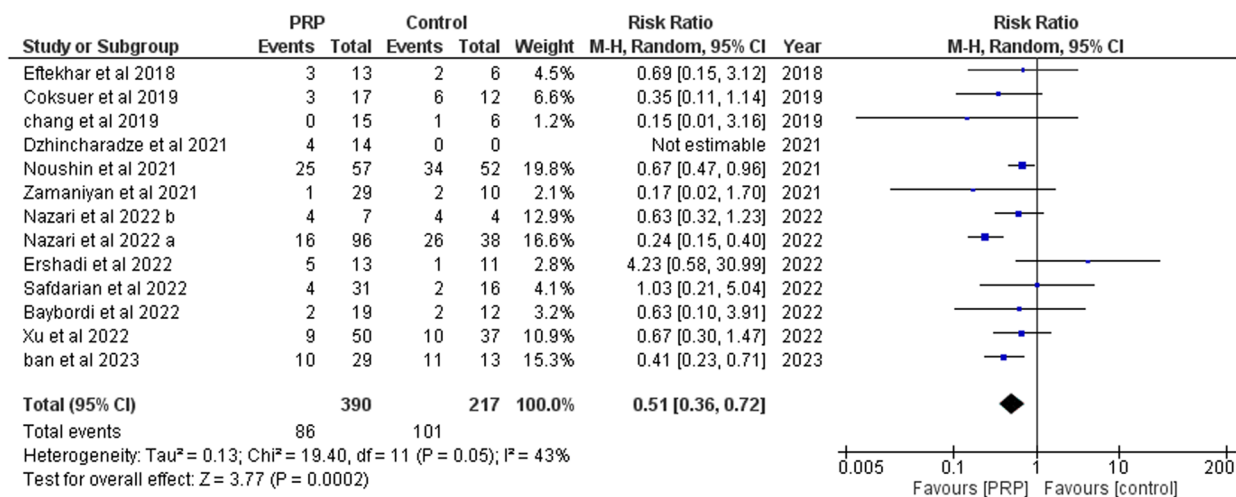 PRP Control Risk Ratio Risk Ratio
Study or Subgroup Events Total Events Total Weight M-H, Random, 95% CI Year M-H, Random, 95% CI
Eftekhar et al 2018 3 13 2 6 4.5% 0.69 [0.15, 3.12] 2018
Coksuer et al 2019 3 17 6 12 6.6% 0.35 [0.11, 1.14] 2019
chang et al 2019 0 15 1 6 1.2% 0.15 [0.01, 3.16] 2019
Dzhincharadze et al 2021 4 14 0 0 Not estimable 2021
Noushin et al 2021 25 57 34 52 19.8% 0.67 [0.47, 0.96] 2021
Zamaniyan et al 2021 1 29 2 10 2.1% 0.17 [0.02, 1.70] 2021
Nazari et al 2022 b 4 7 4 4 12.9% 0.63 [0.32, 1.23] 2022
Nazari et al 2022 a 16 96 26 38 16.6% 0.24 [0.15, 0.40] 2022
Ershadi et al 2022 5 13 1 11 2.8% 4.23 [0.58, 30.99] 2022
Safdarian et al 2022 4 31 2 16 4.1% 1.03 [0.21, 5.04] 2022
Baybordi et al 2022 2 19 2 12 3.2% 0.63 [0.10, 3.91] 2022
Xu et al 2022 9 50 10 37 10.9% 0.67 [0.30, 1.47] 2022
ban et al 2023 10 29 11 13 15.3% 0.41 [0.23, 0.71] 2023
Total (95% CI) 390 217 100.0% 0.51 [0.36, 0.72]
Total events 86 101
Heterogeneity: Tau² = 0.13; Chi² = 19.40, df = 11 (P = 0.05); I² = 43%
Test for overall effect: Z = 3.77 (P = 0.0002)
0.005 0.1 1 10 200
Favours [PRP] Favours [control]